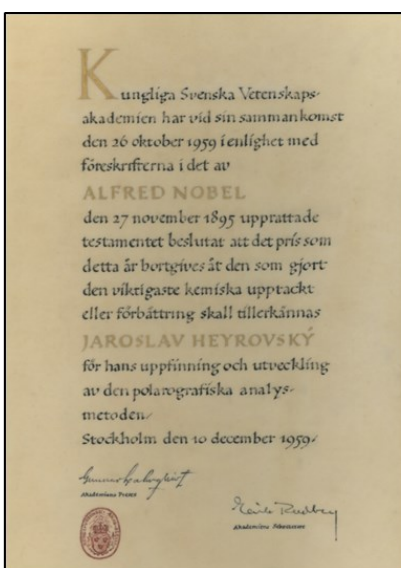 Kungliga Svenska Vetenskaps-
akademien har vid sin sammankomst
den 26 oktober 1959 i enlighet med
föreskrifterna i det av
ALFRED NOBEL
den 27 november 1895 upprättade
testamentet beslutat att det pris som
detta år bortgives åt den som gjort
den viktigaste kemiska upptäckt
eller förbättring skall tillerkännas
JAROSLAV HEYROVSKÝ
för hans uppfinning och utveckling
av den polarografiska analys-
metoden.
Stockholm den 10 december 1959.
Akademiens Preses
Akademiens